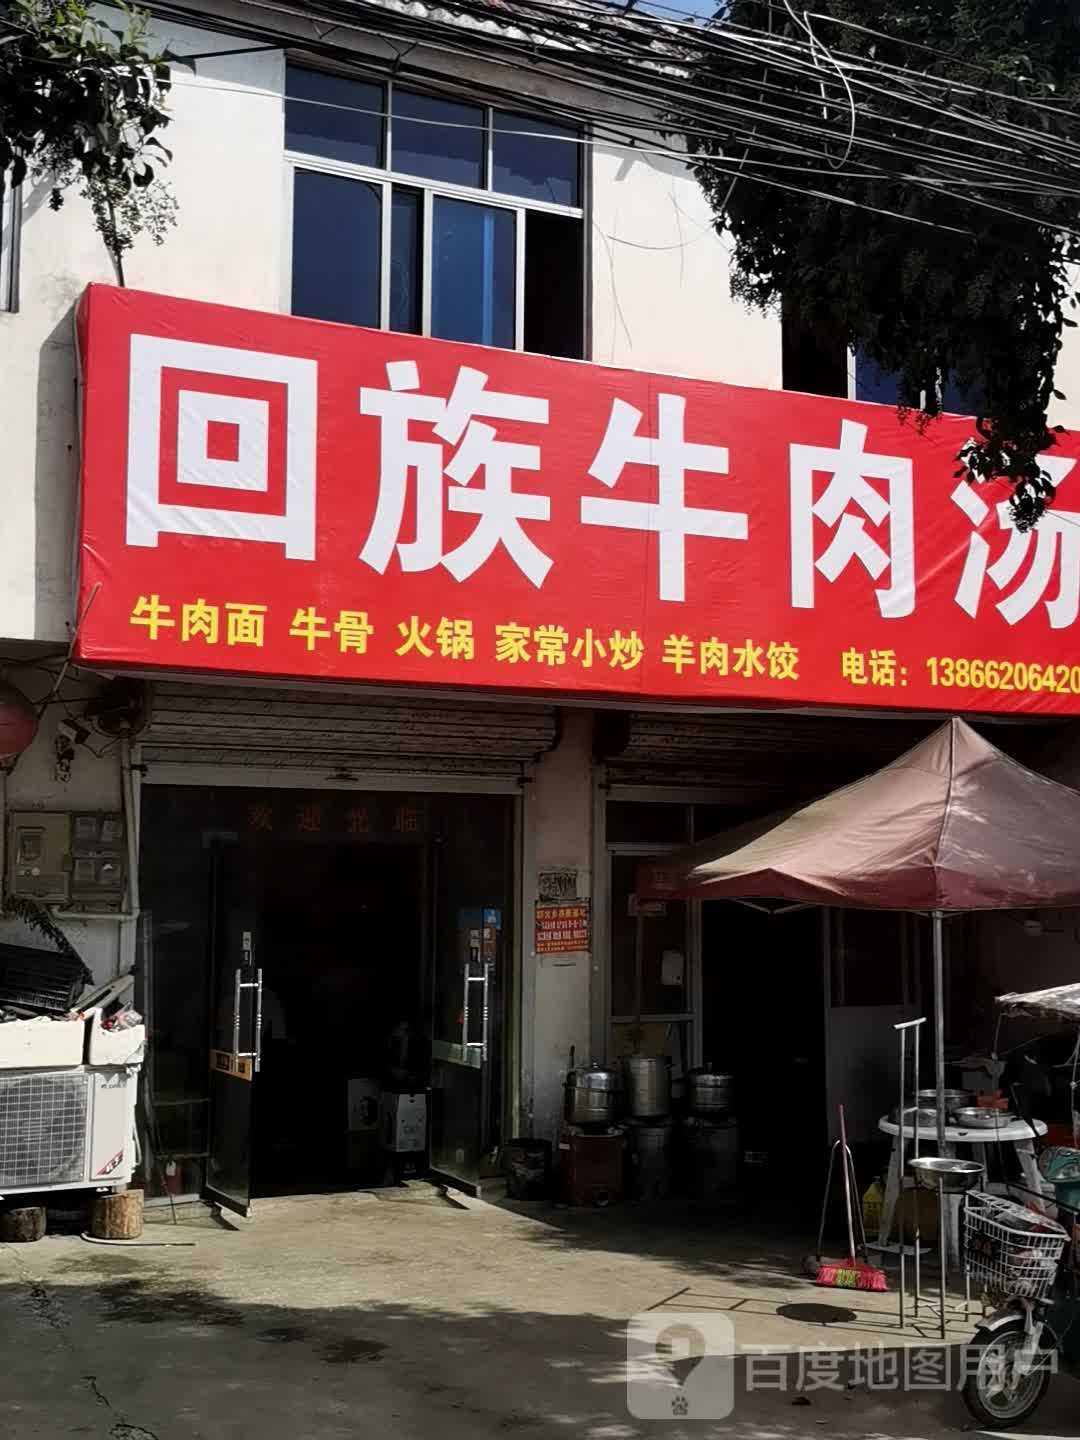 回族牛肉汤
牛肉面 牛骨 火锅 家常小炒 羊肉水饺 电话：13866206420
欢迎光临
百度地图用户